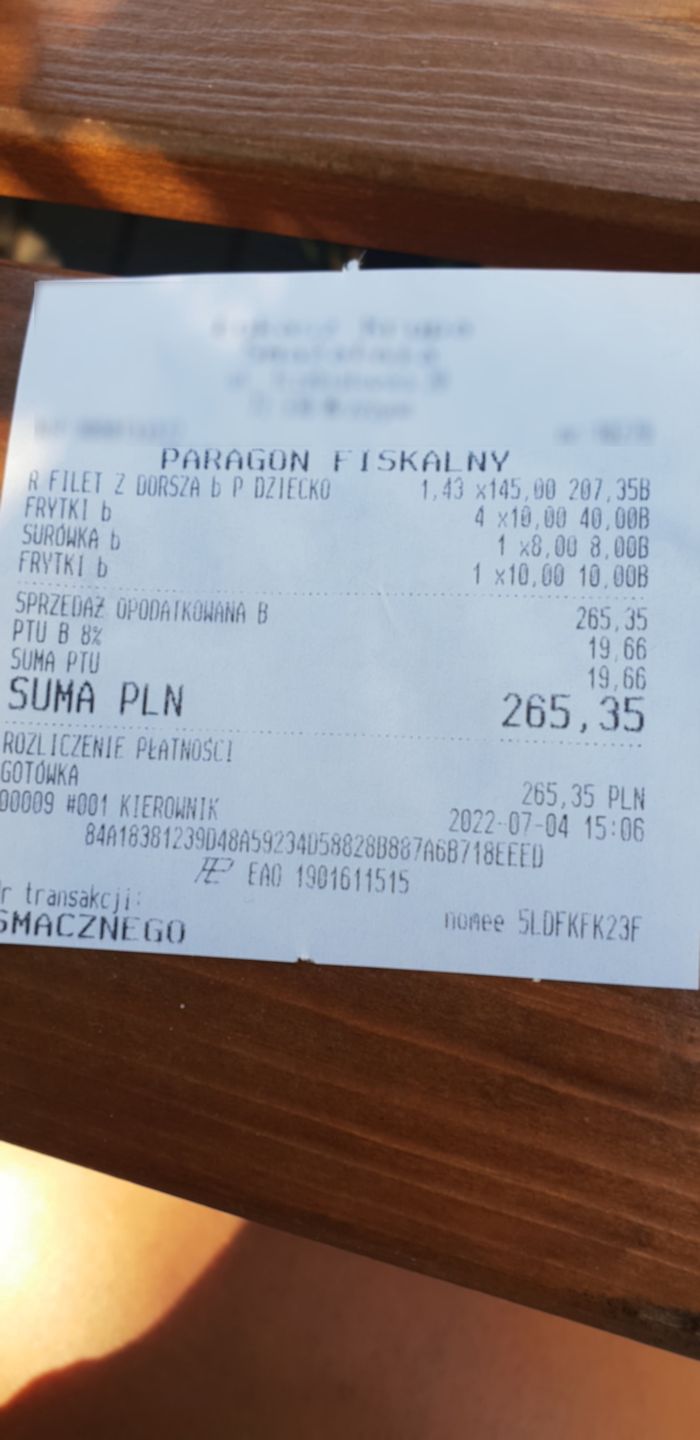 PARAGON FISKALNY
R FILET Z DORSZA b P DZIECKO 1,43 x145,00 207,35B
FRYTKI b 4 x10,00 40,00B
SURÓWKA b 1 x8,00 8,00B
FRYTKI b 1 x10,00 10,00B
SPRZEDAŻ OPODATKOWANA B 265,35
PTU B 8% 19,66
SUMA PTU 19,66
SUMA PLN 265,35
ROZLICZENIE PŁATNOŚCI
GOTÓWKA 265,35 PLN
00009 #001 KIEROWNIK 2022-07-04 15:06
84A18381239D48A59234D58828B887A6B718EEED
EAO 1901611515
r transakcji:
SMACZNEGO nomee 5LDFKFK23F